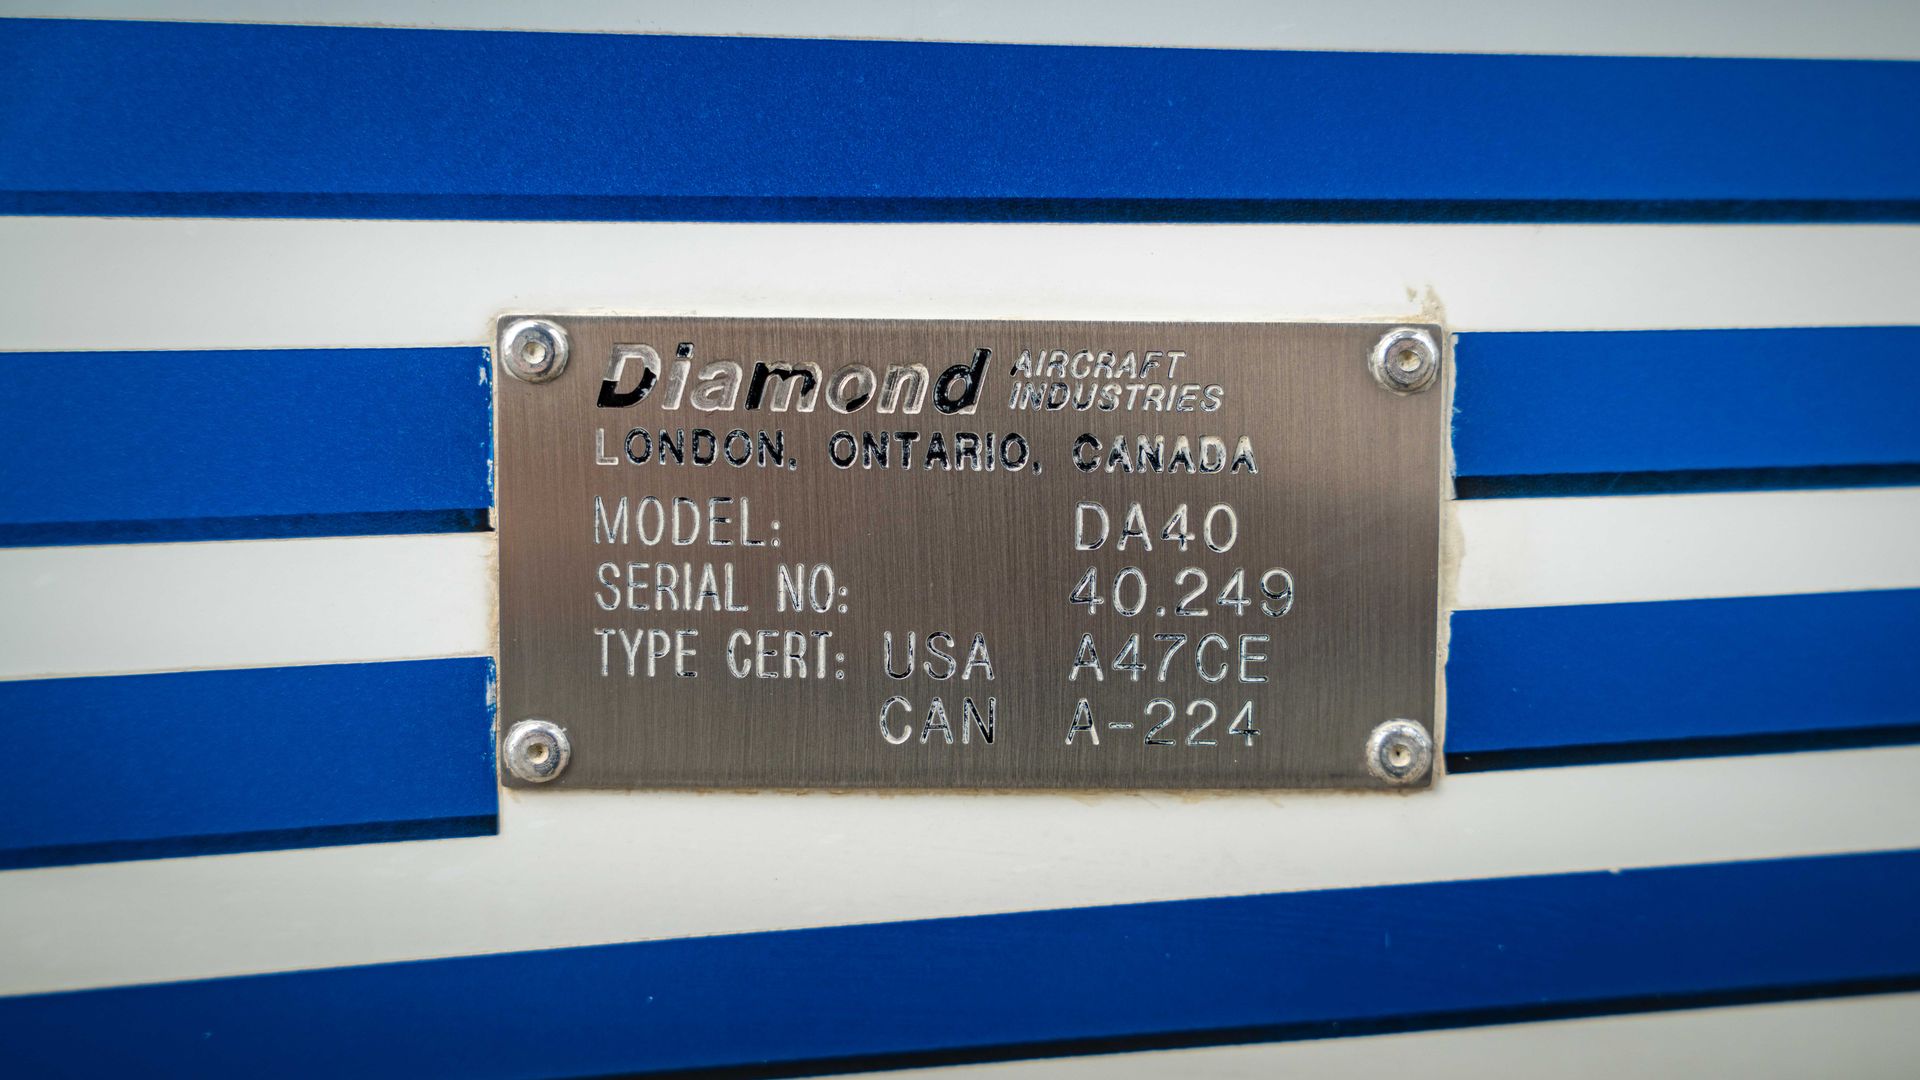 Diamond AIRCRAFT INDUSTRIES
LONDON, ONTARIO, CANADA
MODEL: DA40
SERIAL NO: 40.249
TYPE CERT: USA A47CE
CAN A-224